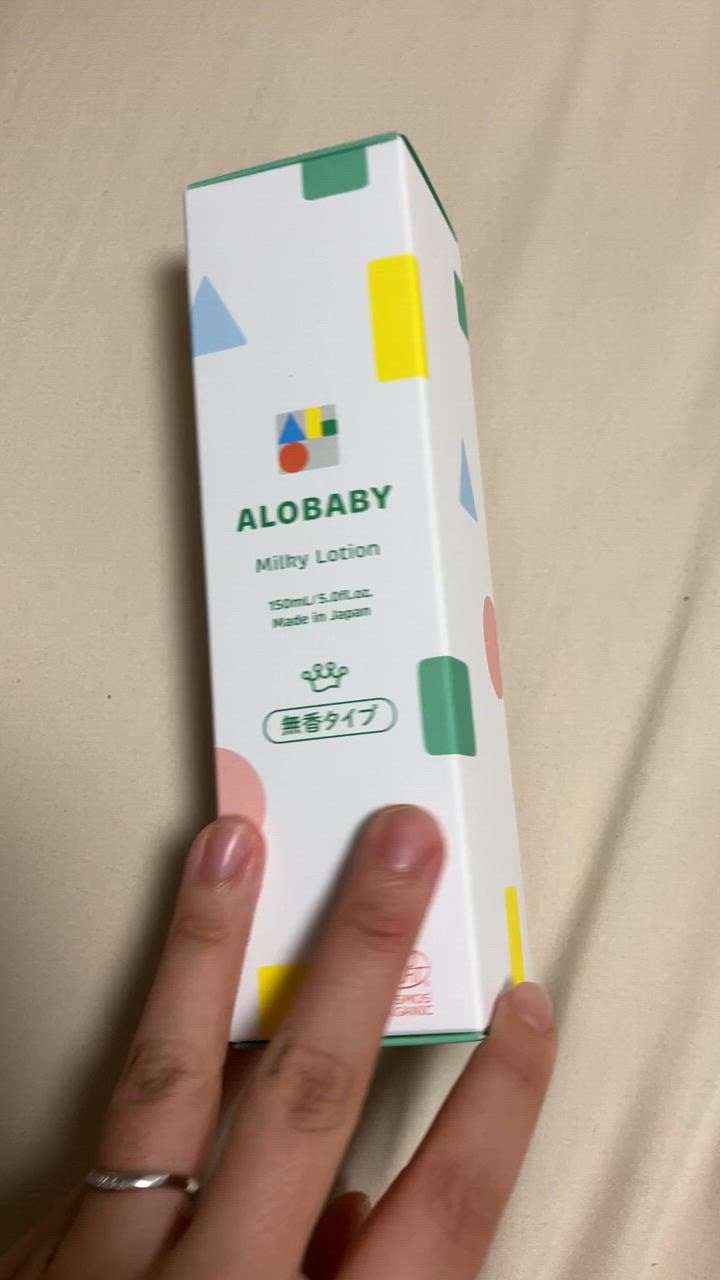 ALOBABY
Milky Lotion
150mL/5.0fl.oz.
Made in Japan
無香タイプ